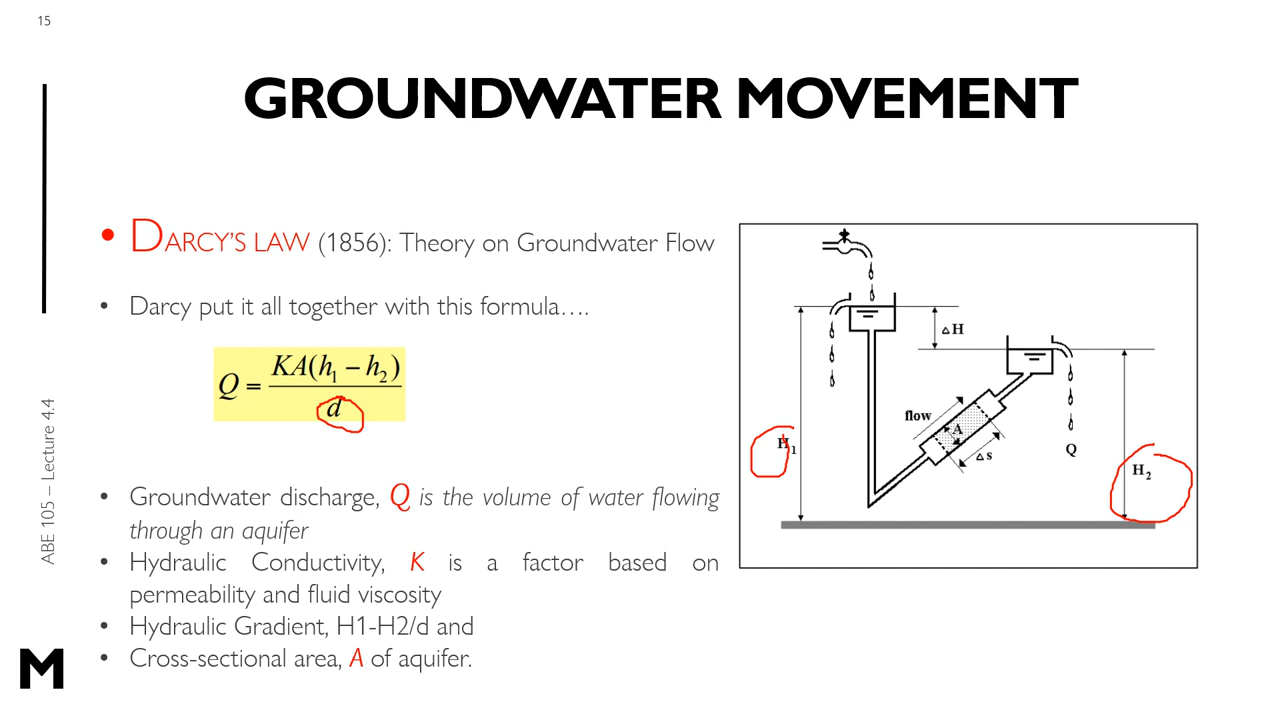 15
GROUNDWATER MOVEMENT
• DARCY'S LAW (1856): Theory on Groundwater Flow
• Darcy put it all together with this formula….
Q = KA(h₁ − h₂) / d
• Groundwater discharge, Q is the volume of water flowing
through an aquifer
• Hydraulic Conductivity, K is a factor based on
permeability and fluid viscosity
• Hydraulic Gradient, H1-H2/d and
• Cross-sectional area, A of aquifer.
△H
flow
A
△s
Q
H₁
H₂
ABE 105 – Lecture 4.4
M